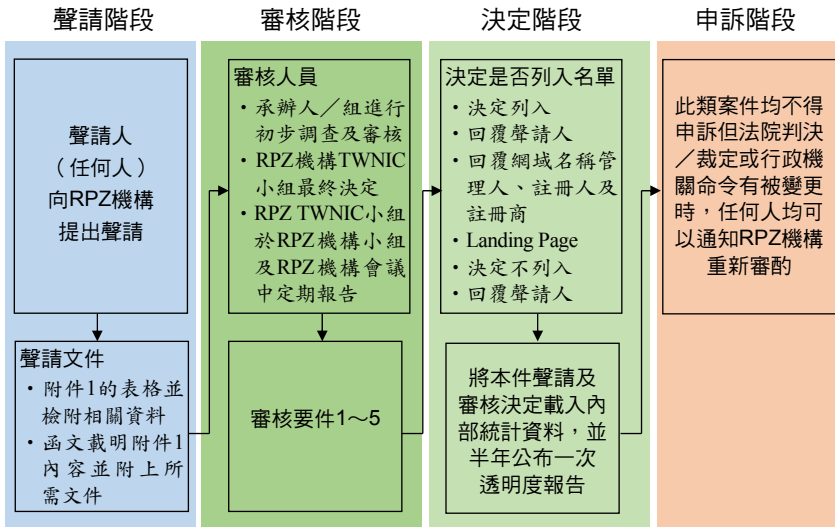 聲請階段
聲請人
（任何人）
向RPZ機構
提出聲請
聲請文件
・附件1的表格並
檢附相關資料
・函文載明附件1
內容並附上所
需文件
審核階段
審核人員
・承辦人／組進行
初步調查及審核
・RPZ機構TWNIC
小組最終決定
・RPZ TWNIC小組
於RPZ機構小組
及RPZ機構會議
中定期報告
審核要件1～5
決定階段
決定是否列入名單
・決定列入
・回覆聲請人
・回覆網域名稱管
理人、註冊人及
註冊商
・Landing Page
・決定不列入
・回覆聲請人
將本件聲請及
審核決定載入內
部統計資料，並
半年公布一次
透明度報告
申訴階段
此類案件均不得
申訴但法院判決
／裁定或行政機
關命令有被變更
時，任何人均可
以通知RPZ機構
重新審酌